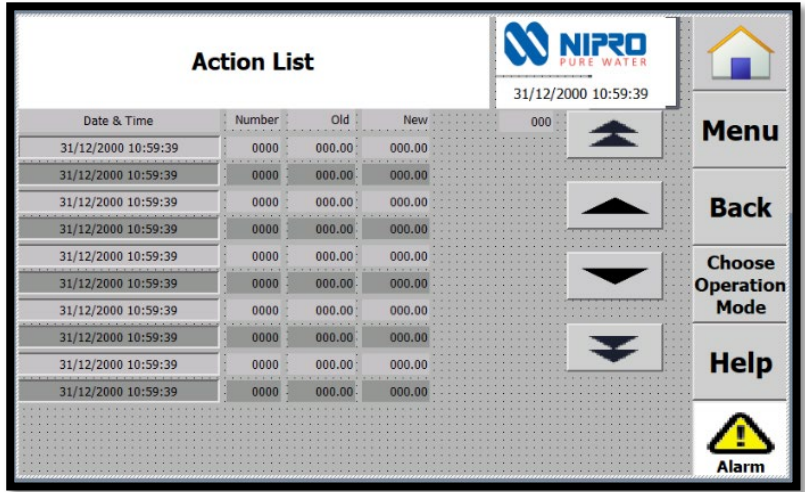 Action List
NIPRO
PURE WATER
31/12/2000 10:59:39
Date & Time Number Old New 000
31/12/2000 10:59:39 0000 000.00 000.00
31/12/2000 10:59:39 0000 000.00 000.00
31/12/2000 10:59:39 0000 000.00 000.00
31/12/2000 10:59:39 0000 000.00 000.00
31/12/2000 10:59:39 0000 000.00 000.00
31/12/2000 10:59:39 0000 000.00 000.00
31/12/2000 10:59:39 0000 000.00 000.00
31/12/2000 10:59:39 0000 000.00 000.00
31/12/2000 10:59:39 0000 000.00 000.00
31/12/2000 10:59:39 0000 000.00 000.00
Menu
Back
Choose
Operation
Mode
Help
Alarm